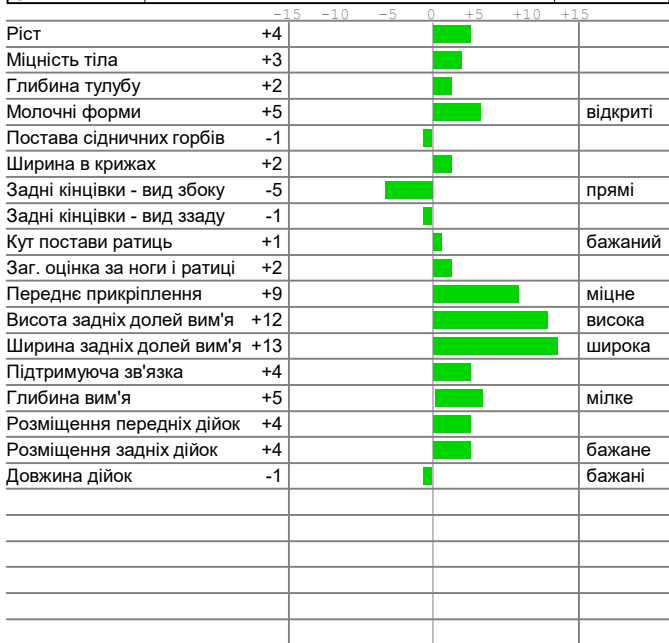 -15 -10 -5 0 +5 +10 +15
Ріст +4
Міцність тіла +3
Глибина тулубу +2
Молочні форми +5 відкриті
Постава сідничних горбів -1
Ширина в крижах +2
Задні кінцівки - вид збоку -5 прямі
Задні кінцівки - вид ззаду -1
Кут постави ратиць +1 бажаний
Заг. оцінка за ноги і ратиці +2
Переднє прикріплення +9 міцне
Висота задніх долей вим'я +12 висока
Ширина задніх долей вим'я +13 широка
Підтримуюча зв'язка +4
Глибина вим'я +5 мілке
Розміщення передніх дійок +4
Розміщення задніх дійок +4 бажане
Довжина дійок -1 бажані